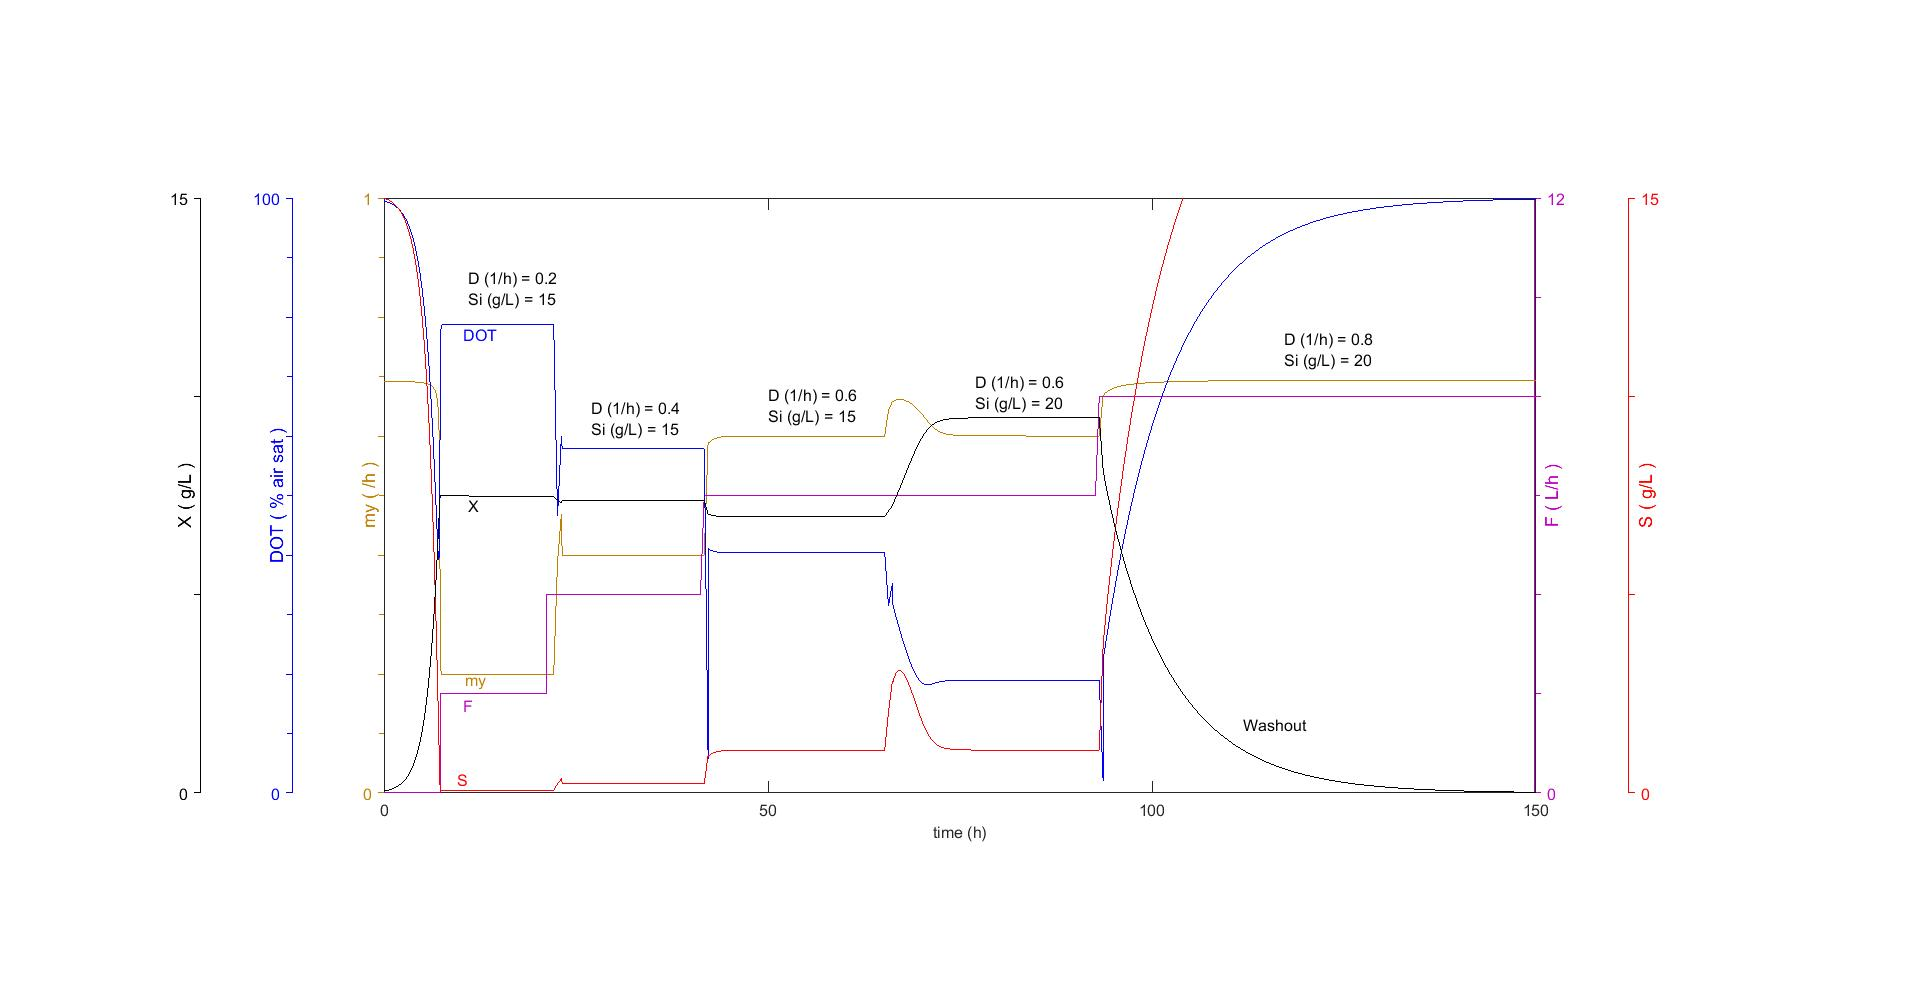 15
100
1
12
15
D (1/h) = 0.2
Si (g/L) = 15
DOT
D (1/h) = 0.8
Si (g/L) = 20
D (1/h) = 0.6
Si (g/L) = 20
D (1/h) = 0.6
Si (g/L) = 15
D (1/h) = 0.4
Si (g/L) = 15
X ( g/L )
DOT ( % air sat )
my ( /h )
F ( L/h )
S ( g/L )
X
my
F
Washout
S
0
0
0
0
0
0
50
100
150
time (h)